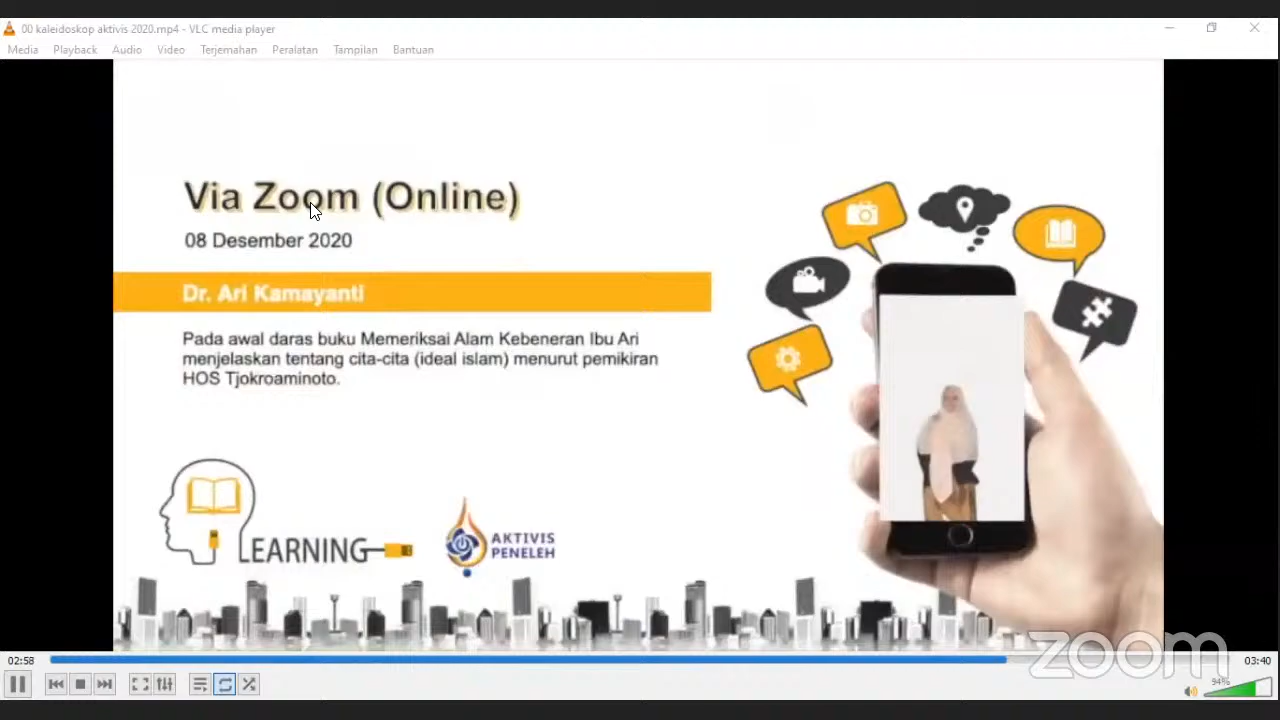 00 kaleidoskop aktivis 2020.mp4 - VLC media player
Media Playback Audio Video Terjemahan Peralatan Tampilan Bantuan
Via Zoom (Online)
08 Desember 2020
Dr. Ari Kamayanti
Pada awal daras buku Memeriksai Alam Kebeneran Ibu Ari
menjelaskan tentang cita-cita (ideal islam) menurut pemikiran
HOS Tjokroaminoto.
LEARNING
AKTIVIS
PENELEH
zoom
02:58
03:40
94%